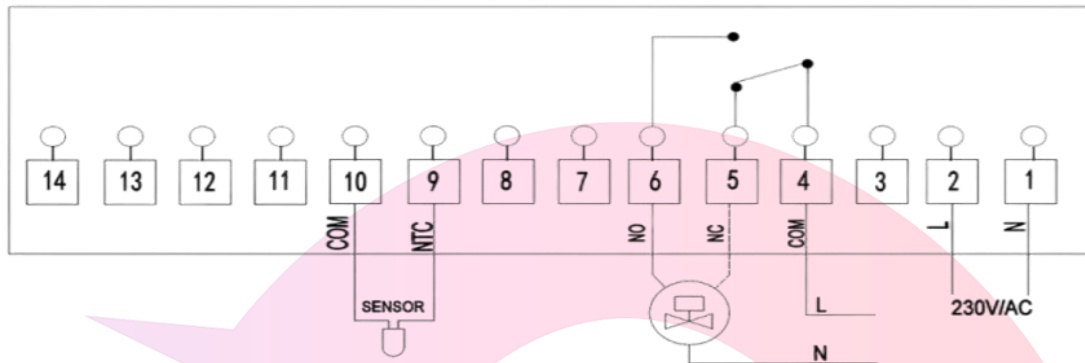 14 13 12 11 10 9 8 7 6 5 4 3 2 1
COM NTC NO NC COM L N
SENSOR L 230V/AC
N